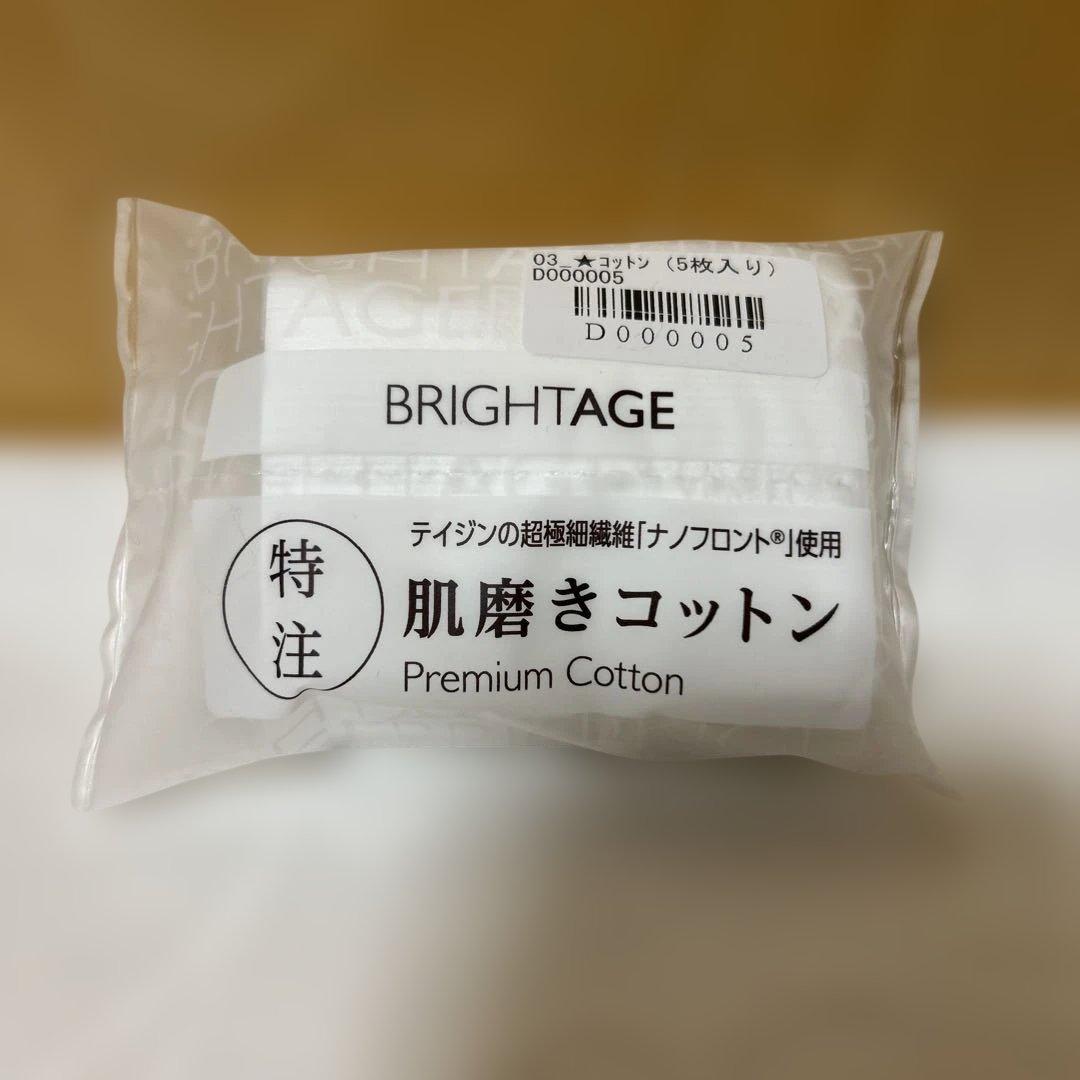 03_★コットン（5枚入り）
D000005
D000005
BRIGHTAGE
テイジンの超極細繊維「ナノフロント®」使用
特注
肌磨きコットン
Premium Cotton